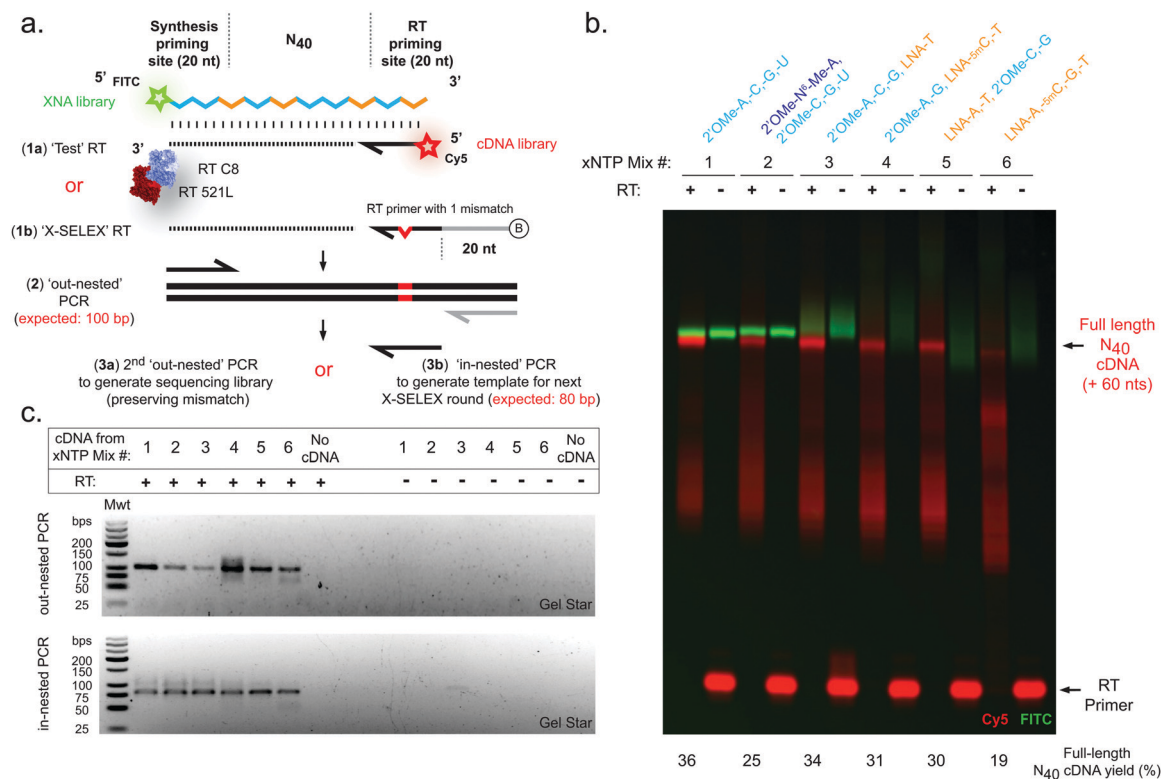 a.
Synthesis
priming
site (20 nt)
N40
RT
priming
site (20 nt)
5’ FITC
3’
XNA library
5’
Cy5
cDNA library
(1a) ‘Test’ RT
3’
RT C8
or
RT 521L
RT primer with 1 mismatch
(1b) ‘X-SELEX’ RT
B
20 nt
(2) ‘out-nested’
PCR
(expected: 100 bp)
(3a) 2nd ‘out-nested’ PCR
to generate sequencing library
(preserving mismatch)
or
(3b) ‘in-nested’ PCR
to generate template for next
X-SELEX round (expected: 80 bp)
b.
2’OMe-A,-C,-G,-U
2’OMe-N6-Me-A,
2’OMe-C,-G,-U
2’OMe-A,-C,-G, LNA-T
2’OMe-A,-G, LNA-5mC,-T
LNA-A,-T, 2’OMe-C,-G
LNA-A,-5mC,-G,-T
xNTP Mix #: 1 2 3 4 5 6
RT: + - + - + - + - + - + -
Full length
N40
cDNA
(+ 60 nts)
RT
Primer
Cy5 FITC
36 25 34 31 30 19
Full-length
N40 cDNA yield (%)
c.
cDNA from
xNTP Mix #:
1 2 3 4 5 6 No
cDNA
1 2 3 4 5 6 No
cDNA
RT: + + + + + + + - - - - - - -
Mwt
bps
200
150
100
75
50
25
out-nested PCR
Gel Star
bps
200
150
100
75
50
25
in-nested PCR
Gel Star